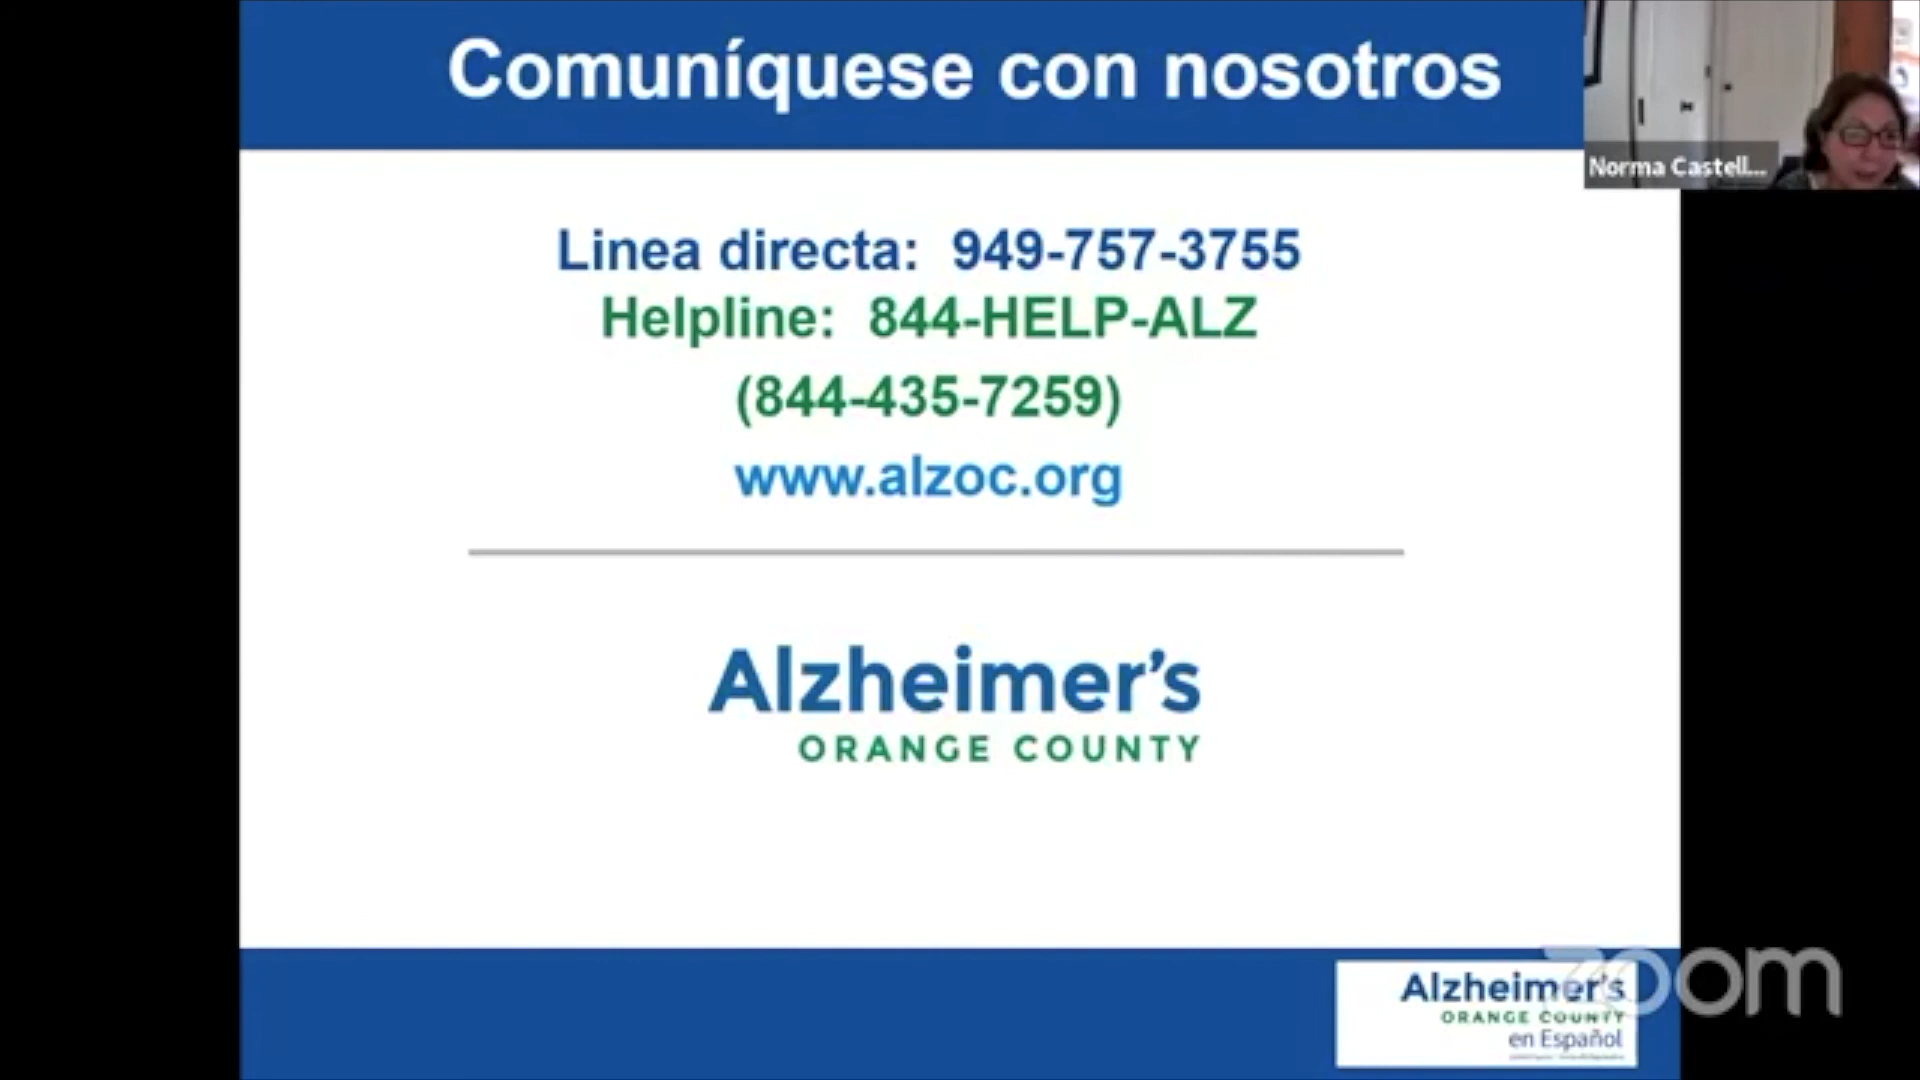 Comuníquese con nosotros
Norma Castell...
Linea directa: 949-757-3755
Helpline: 844-HELP-ALZ
(844-435-7259)
www.alzoc.org
Alzheimer's
ORANGE COUNTY
zoom
Alzheimer's
ORANGE COUNTY
en Español